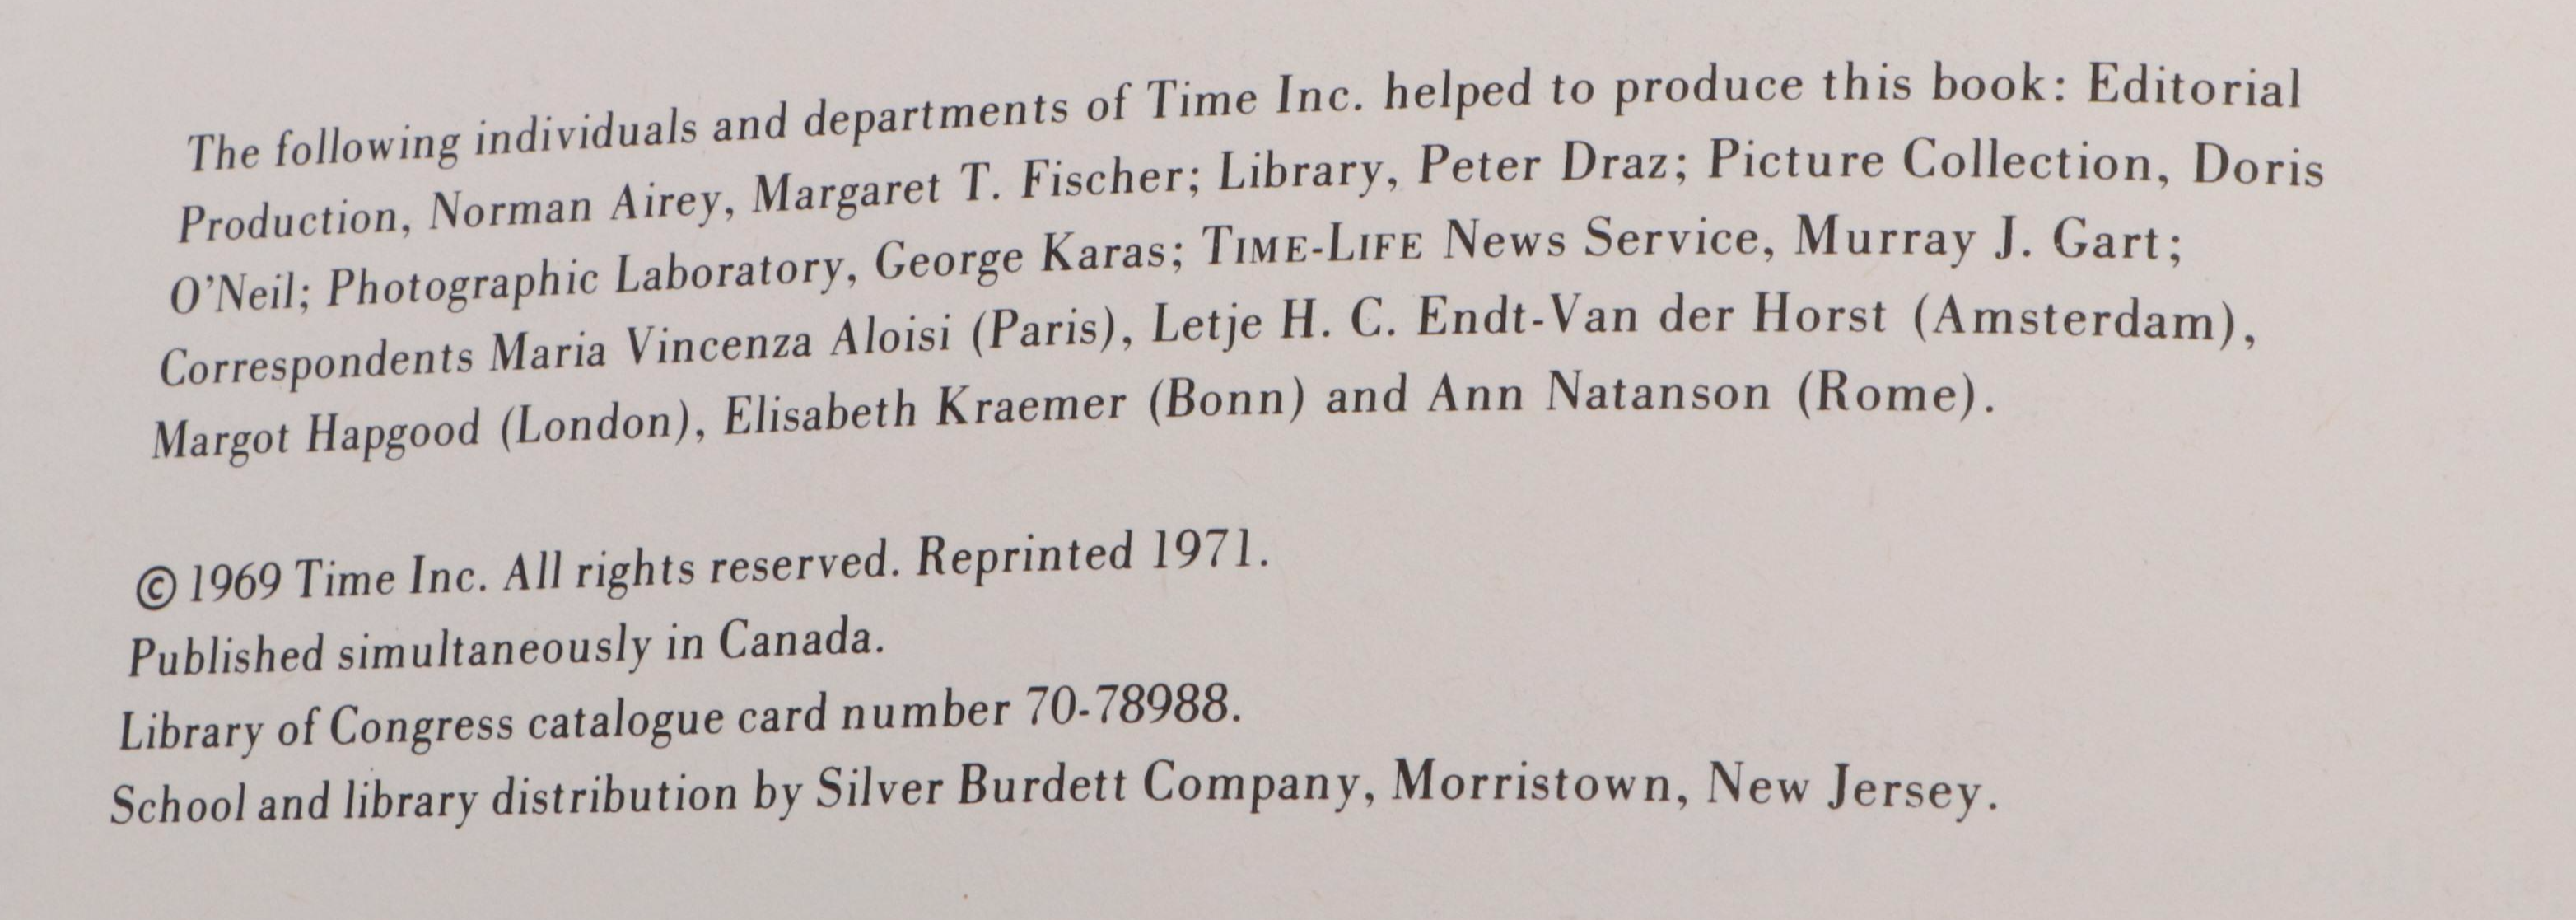 The following individuals and departments of Time Inc. helped to produce this book: Editorial
Production, Norman Airey, Margaret T. Fischer; Library, Peter Draz; Picture Collection, Doris
O'Neil; Photographic Laboratory, George Karas; TIME-LIFE News Service, Murray J. Gart;
Correspondents Maria Vincenza Aloisi (Paris), Letje H. C. Endt-Van der Horst (Amsterdam),
Margot Hapgood (London), Elisabeth Kraemer (Bonn) and Ann Natanson (Rome).
© 1969 Time Inc. All rights reserved. Reprinted 1971.
Published simultaneously in Canada.
Library of Congress catalogue card number 70-78988.
School and library distribution by Silver Burdett Company, Morristown, New Jersey.